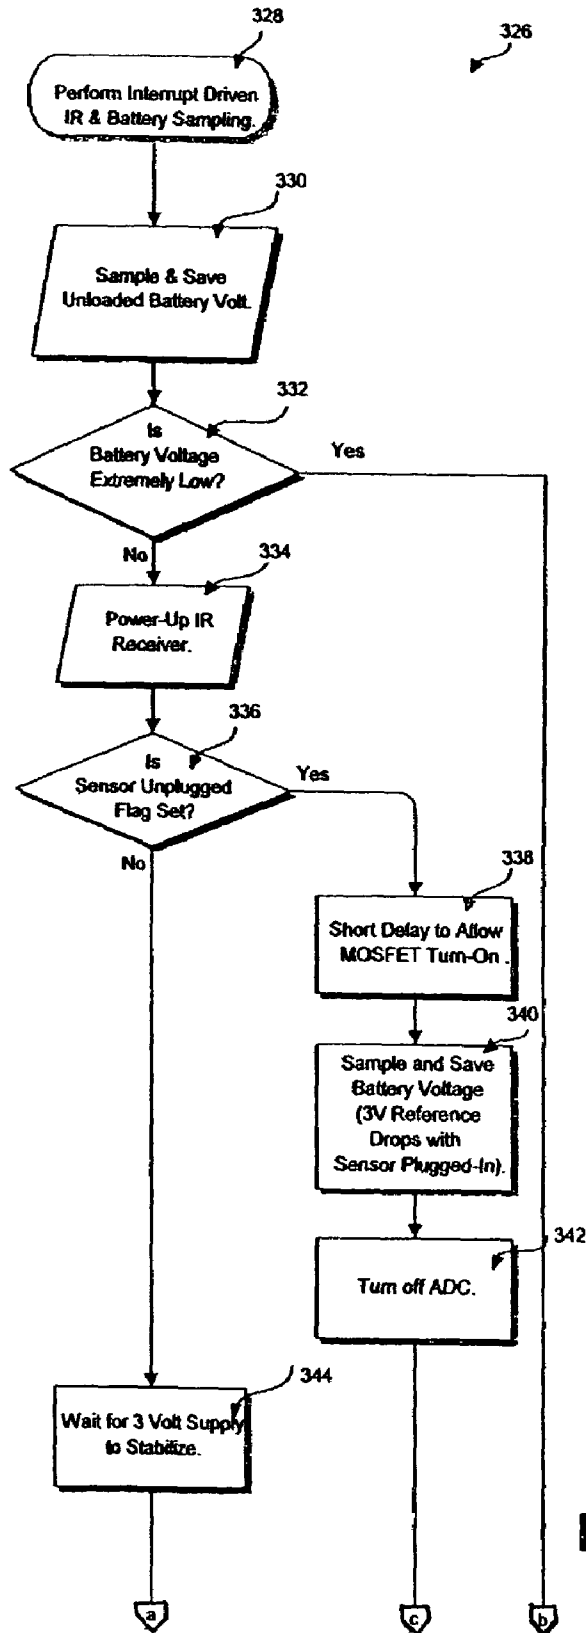 328
326
Perform Interrupt Driven
IR & Battery Sampling.
330
Sample & Save
Unloaded Battery Volt.
332
Is
Battery Voltage
Extremely Low?
Yes
No
334
Power-Up IR
Receiver.
336
Is
Sensor Unplugged
Flag Set?
Yes
No
338
Short Delay to Allow
MOSFET Turn-On .
340
Sample and Save
Battery Voltage
(3V Reference
Drops with
Sensor Plugged-In).
342
Turn off ADC.
344
Wait for 3 Volt Supply
to Stabilize.
a
c
b